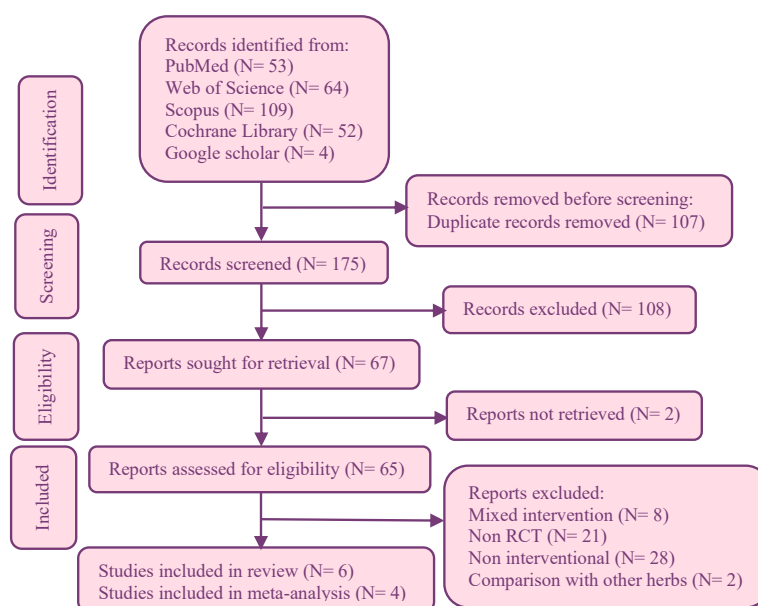 Records identified from:
PubMed (N= 53)
Web of Science (N= 64)
Scopus (N= 109)
Cochrane Library (N= 52)
Google scholar (N= 4)
Identification
Records removed before screening:
Duplicate records removed (N= 107)
Screening
Records screened (N= 175)
Records excluded (N= 108)
Eligibility
Reports sought for retrieval (N= 67)
Reports not retrieved (N= 2)
Included
Reports assessed for eligibility (N= 65)
Reports excluded:
Mixed intervention (N= 8)
Non RCT (N= 21)
Non interventional (N= 28)
Comparison with other herbs (N= 2)
Studies included in review (N= 6)
Studies included in meta-analysis (N= 4)